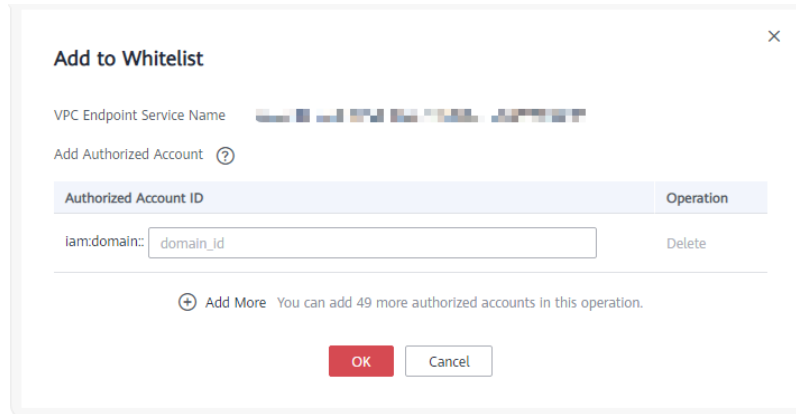 Add to Whitelist
VPC Endpoint Service Name
Add Authorized Account ?
Authorized Account ID Operation
iam:domain:: domain_id Delete
Add More You can add 49 more authorized accounts in this operation.
OK Cancel